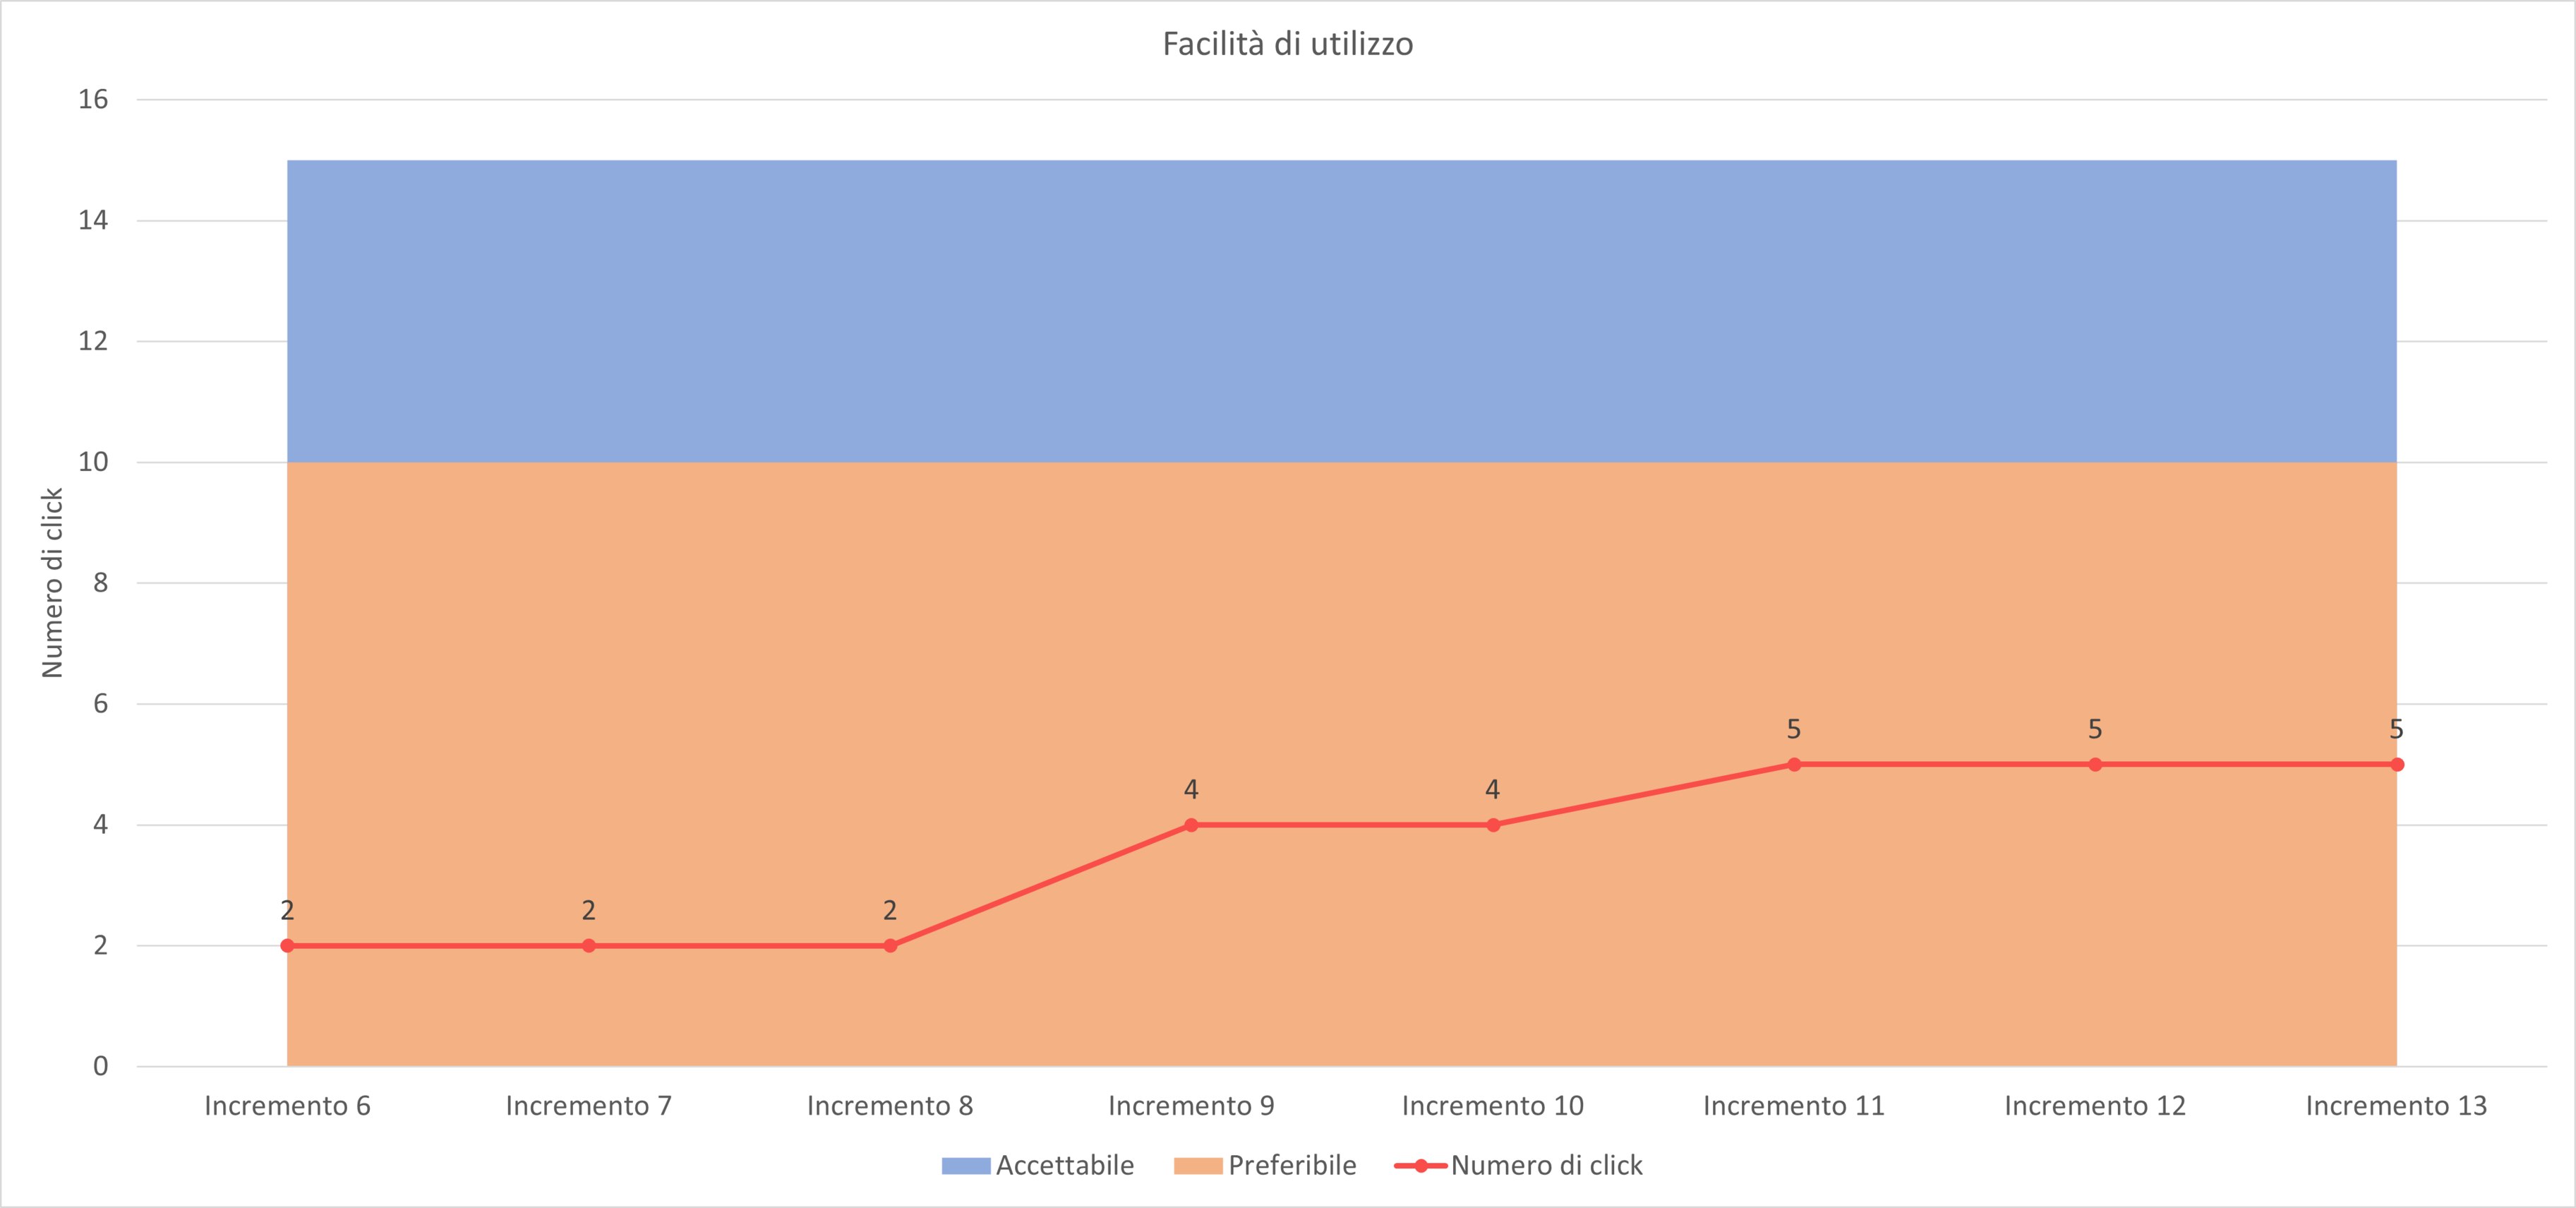 Facilità di utilizzo
16
14
12
10
8
6
4
2
0
Numero di click
2 2 2 4 4 5 5 5
Incremento 6 Incremento 7 Incremento 8 Incremento 9 Incremento 10 Incremento 11 Incremento 12 Incremento 13
Accettabile Preferibile Numero di click